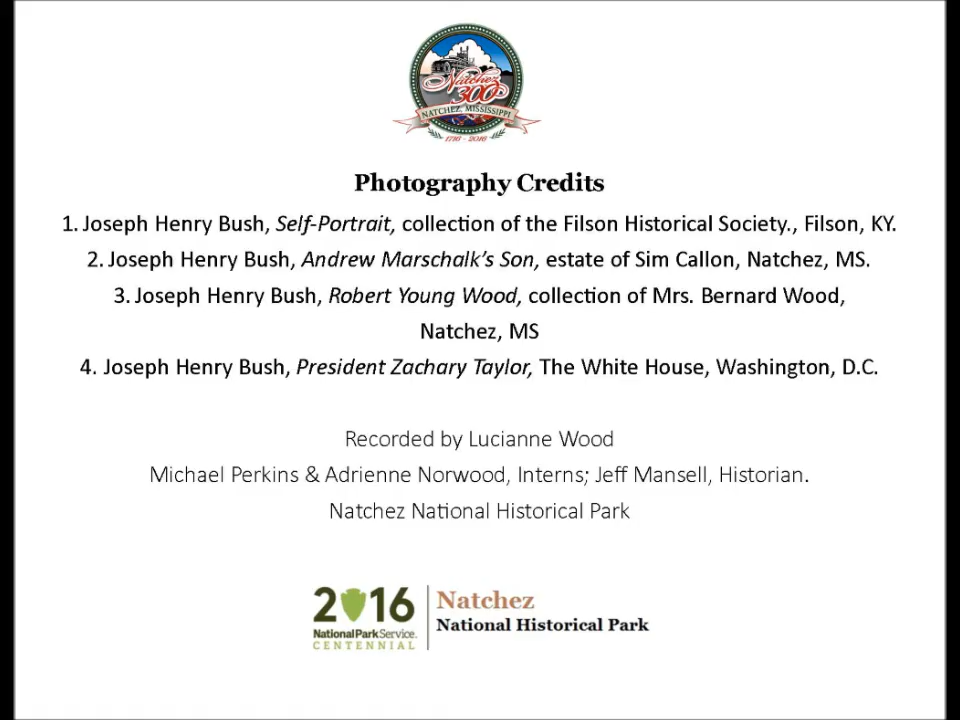 Natchez
300
NATCHEZ, MISSISSIPPI
1716 - 2016
Photography Credits
1. Joseph Henry Bush, Self-Portrait, collection of the Filson Historical Society., Filson, KY.
2. Joseph Henry Bush, Andrew Marschalk's Son, estate of Sim Callon, Natchez, MS.
3. Joseph Henry Bush, Robert Young Wood, collection of Mrs. Bernard Wood,
Natchez, MS
4. Joseph Henry Bush, President Zachary Taylor, The White House, Washington, D.C.
Recorded by Lucianne Wood
Michael Perkins & Adrienne Norwood, Interns; Jeff Mansell, Historian.
Natchez National Historical Park
2016
National Park Service.
CENTENNIAL
Natchez
National Historical Park